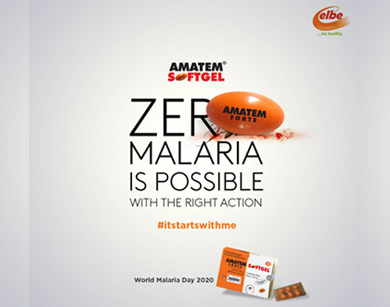 elbe
...be healthy
AMATEM®
SOFTGEL
ZERO
AMATEM
FORTE
MALARIA
IS POSSIBLE
WITH THE RIGHT ACTION
#itstartswithme
World Malaria Day 2020
AMATEM
FORTE
SOFTGEL